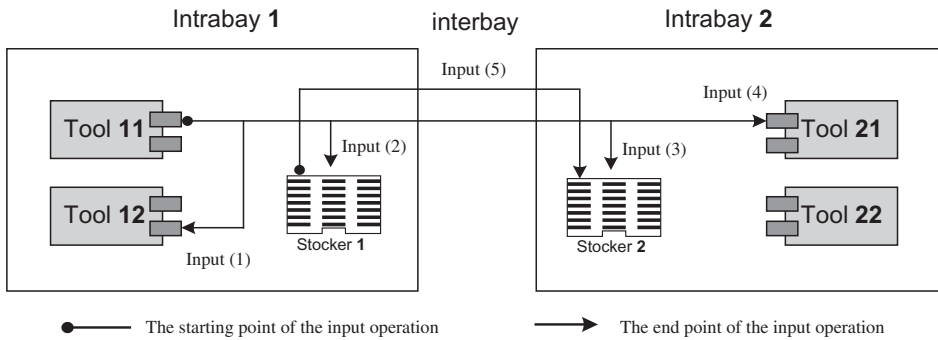 Intrabay 1
interbay
Intrabay 2
Input (5)
Input (4)
Tool 11
Tool 21
Input (2)
Input (3)
Tool 12
Tool 22
Stocker 1
Stocker 2
Input (1)
The starting point of the input operation
The end point of the input operation